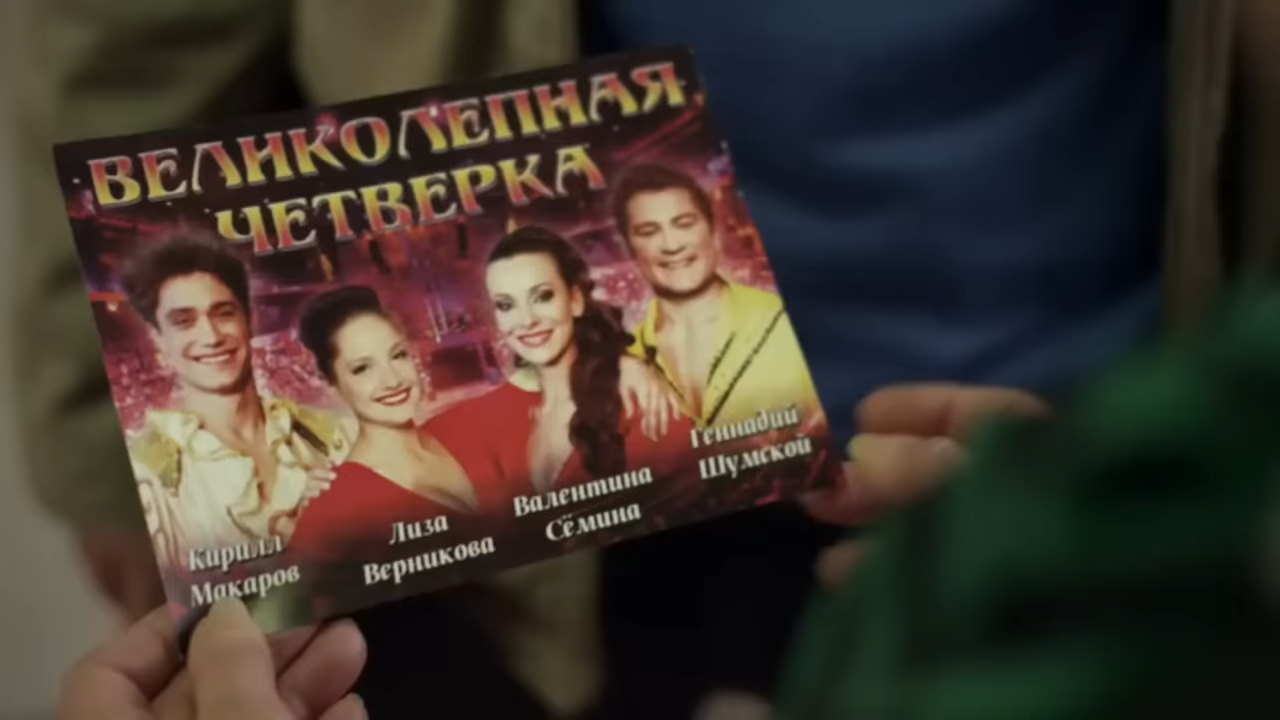 ВЕЛИКОЛЕПНАЯ
ЧЕТВЕРКА
Кирилл
Макаров
Лиза
Верникова
Валентина
Сёмина
Геннадий
Шумской